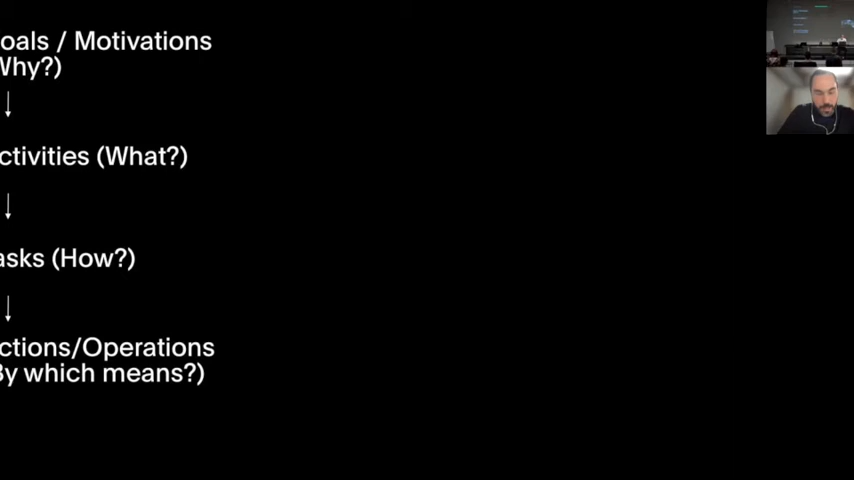 oals / Motivations
Why?)
ctivities (What?)
asks (How?)
ctions/Operations
By which means?)